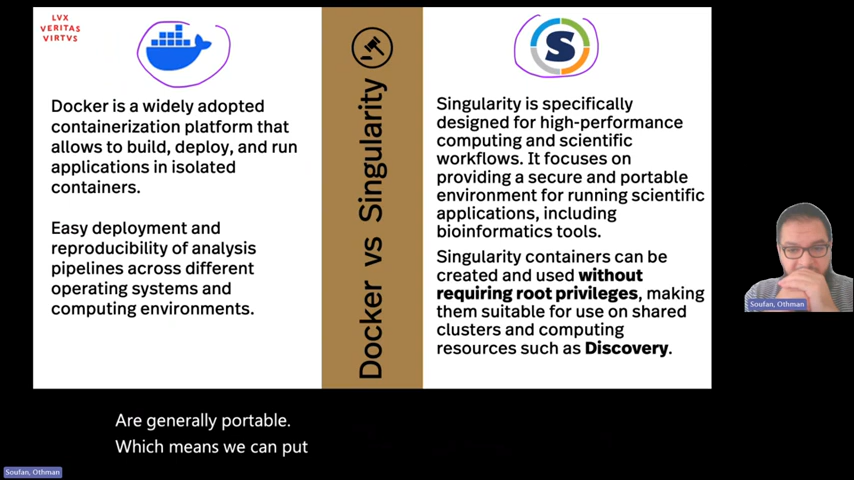 LVX
VERITAS
VIRTVS
Docker is a widely adopted
containerization platform that
allows to build, deploy, and run
applications in isolated
containers.
Easy deployment and
reproducibility of analysis
pipelines across different
operating systems and
computing environments.
Docker vs Singularity
S
Singularity is specifically
designed for high-performance
computing and scientific
workflows. It focuses on
providing a secure and portable
environment for running scientific
applications, including
bioinformatics tools.
Singularity containers can be
created and used without
requiring root privileges, making
them suitable for use on shared
clusters and computing
resources such as Discovery.
Soufan, Othman
Are generally portable.
Which means we can put
Soufan, Othman